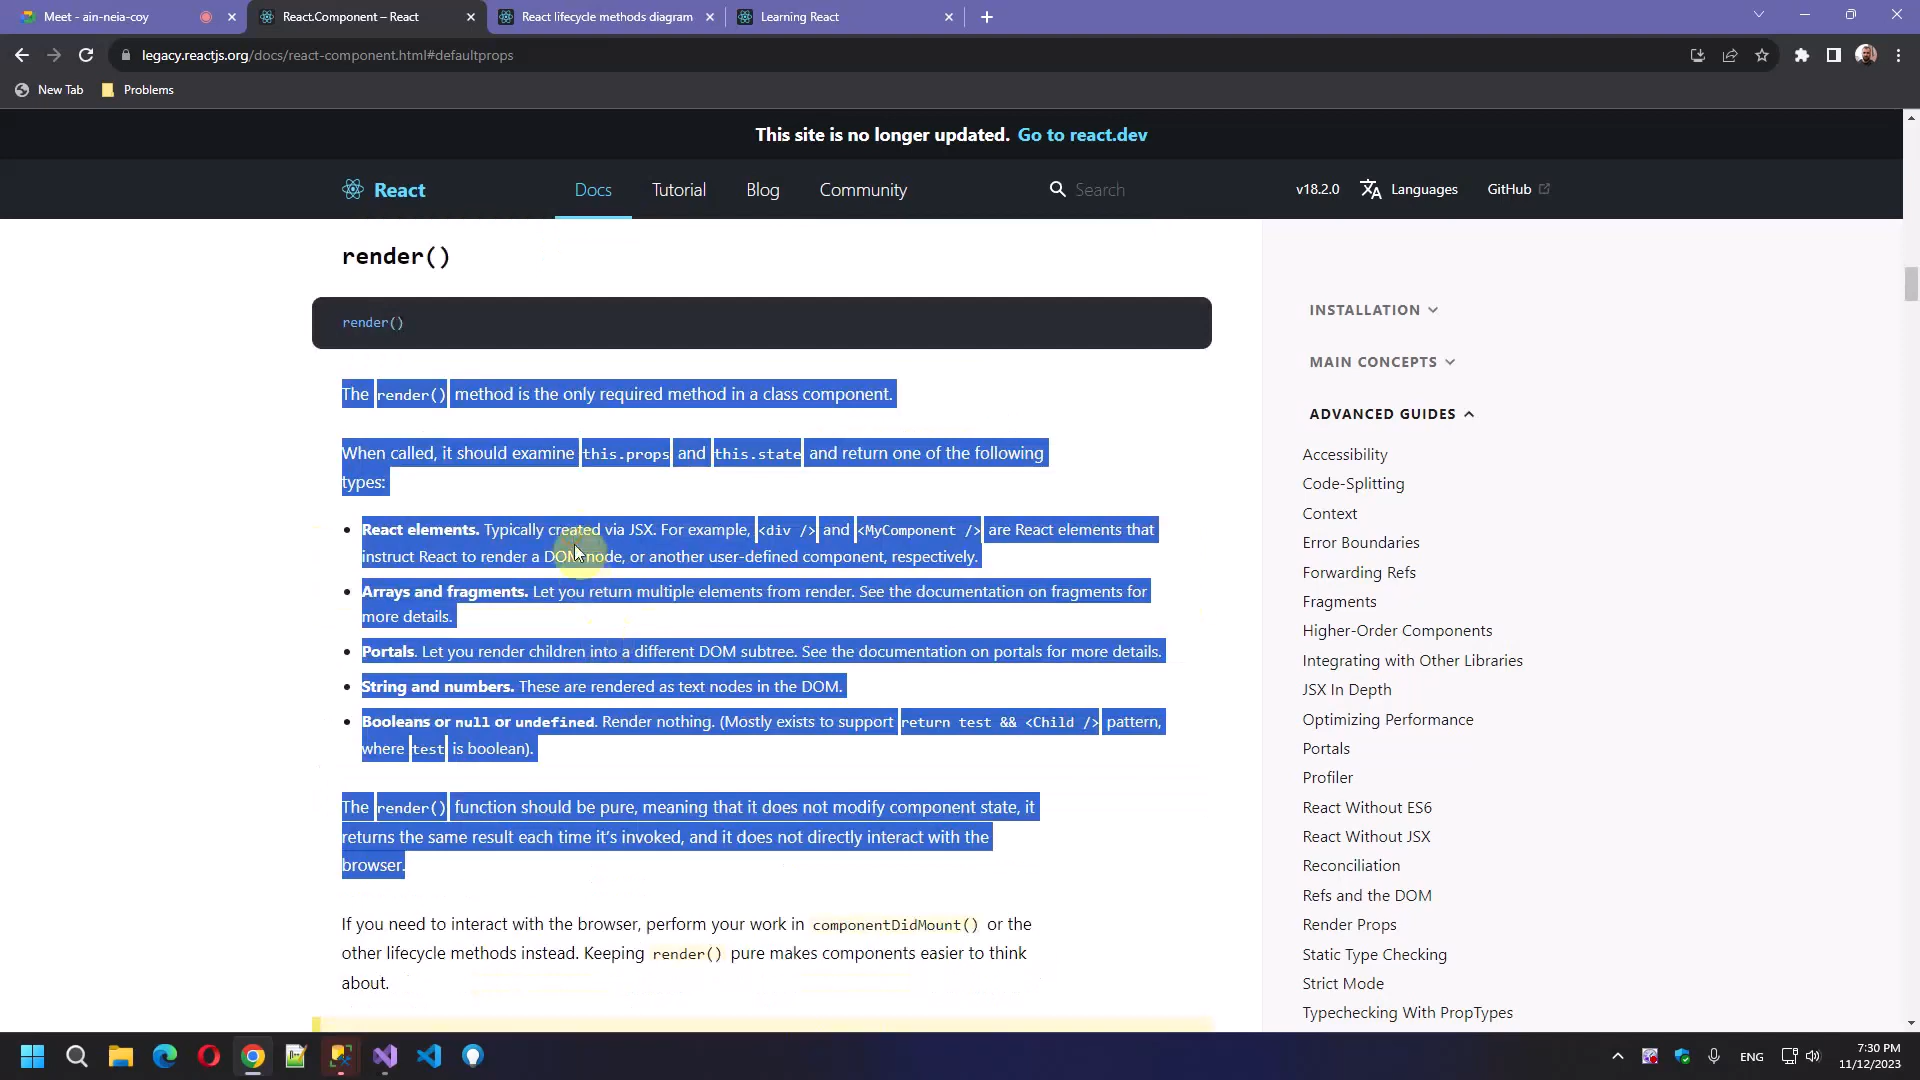 Meet - ain-neia-coy
React.Component – React
React lifecycle methods diagram
Learning React
legacy.reactjs.org/docs/react-component.html#defaultprops
New Tab
Problems
This site is no longer updated. Go to react.dev
React
Docs
Tutorial
Blog
Community
Search
v18.2.0
Languages
GitHub
render()
render()
The render() method is the only required method in a class component.
When called, it should examine this.props and this.state and return one of the following
types:
React elements. Typically created via JSX. For example, <div /> and <MyComponent /> are React elements that
instruct React to render a DOM node, or another user-defined component, respectively.
Arrays and fragments. Let you return multiple elements from render. See the documentation on fragments for
more details.
Portals. Let you render children into a different DOM subtree. See the documentation on portals for more details.
String and numbers. These are rendered as text nodes in the DOM.
Booleans or null or undefined. Render nothing. (Mostly exists to support return test && <Child /> pattern,
where test is boolean).
The render() function should be pure, meaning that it does not modify component state, it
returns the same result each time it’s invoked, and it does not directly interact with the
browser.
If you need to interact with the browser, perform your work in componentDidMount() or the
other lifecycle methods instead. Keeping render() pure makes components easier to think
about.
INSTALLATION
MAIN CONCEPTS
ADVANCED GUIDES
Accessibility
Code-Splitting
Context
Error Boundaries
Forwarding Refs
Fragments
Higher-Order Components
Integrating with Other Libraries
JSX In Depth
Optimizing Performance
Portals
Profiler
React Without ES6
React Without JSX
Reconciliation
Refs and the DOM
Render Props
Static Type Checking
Strict Mode
Typechecking With PropTypes
ENG
7:30 PM
11/12/2023